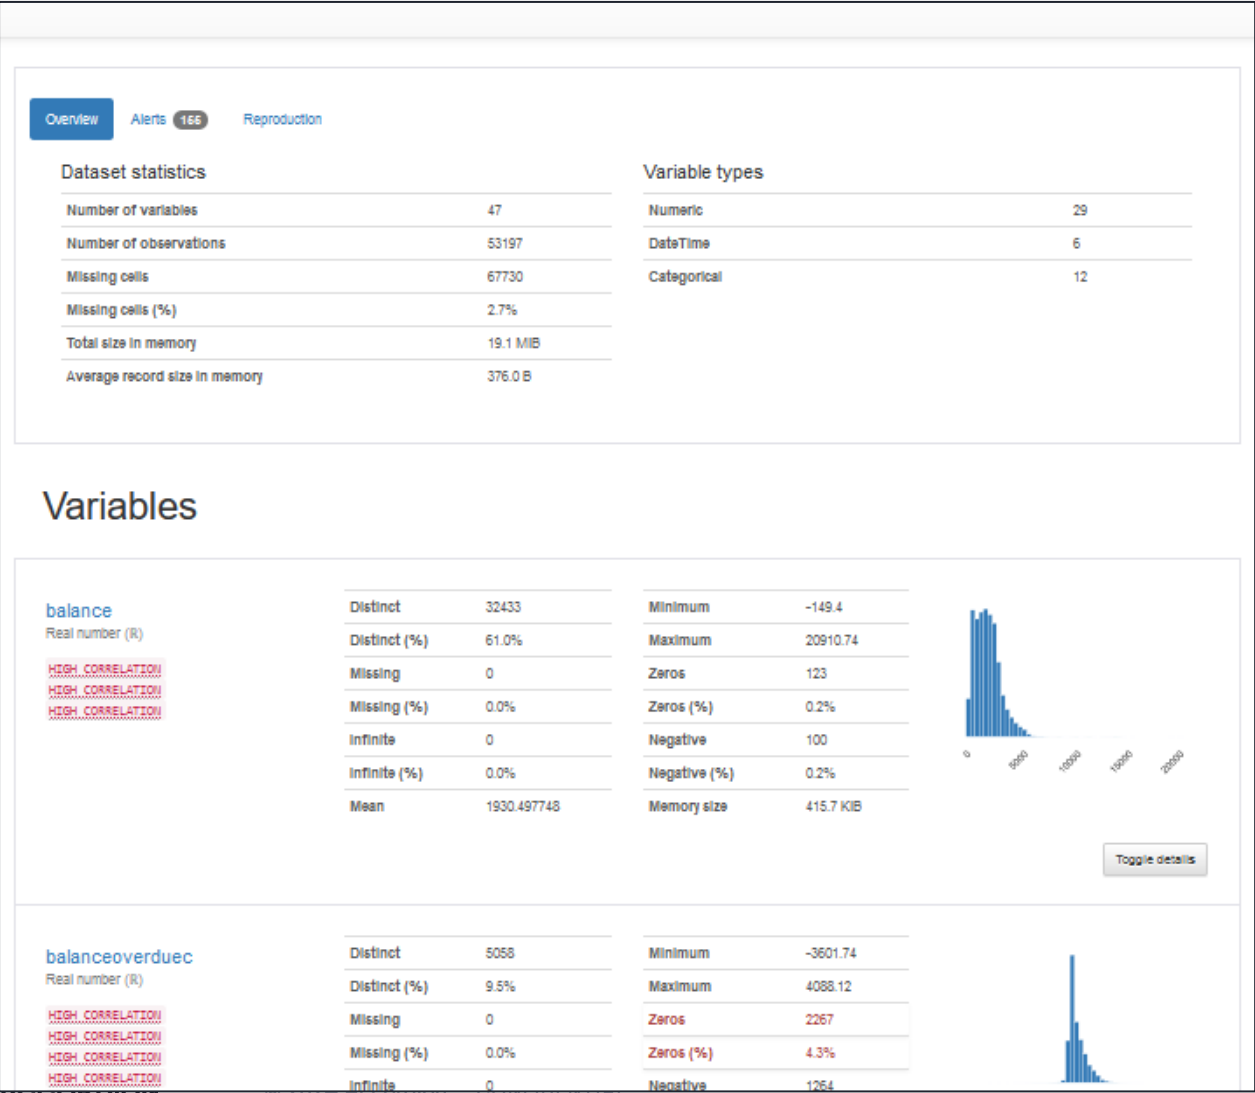 Overview Alerts 166 Reproduction
Dataset statistics
Number of variables 47
Number of observations 53197
Missing cells 67730
Missing cells (%) 2.7%
Total size in memory 19.1 MiB
Average record size in memory 376.0 B
Variable types
Numeric 29
DateTime 6
Categorical 12
Variables
balance
Real number (ℝ)
HIGH CORRELATION
HIGH CORRELATION
HIGH CORRELATION
Distinct 32433
Distinct (%) 61.0%
Missing 0
Missing (%) 0.0%
Infinite 0
Infinite (%) 0.0%
Mean 1930.497748
Minimum -149.4
Maximum 20910.74
Zeros 123
Zeros (%) 0.2%
Negative 100
Negative (%) 0.2%
Memory size 415.7 KiB
0 5000 10000 15000 20000
Toggle details
balanceoverduec
Real number (ℝ)
HIGH CORRELATION
HIGH CORRELATION
HIGH CORRELATION
HIGH CORRELATION
Distinct 5058
Distinct (%) 9.5%
Missing 0
Missing (%) 0.0%
Infinite 0
Minimum -3601.74
Maximum 4088.12
Zeros 2267
Zeros (%) 4.3%
Negative 1264